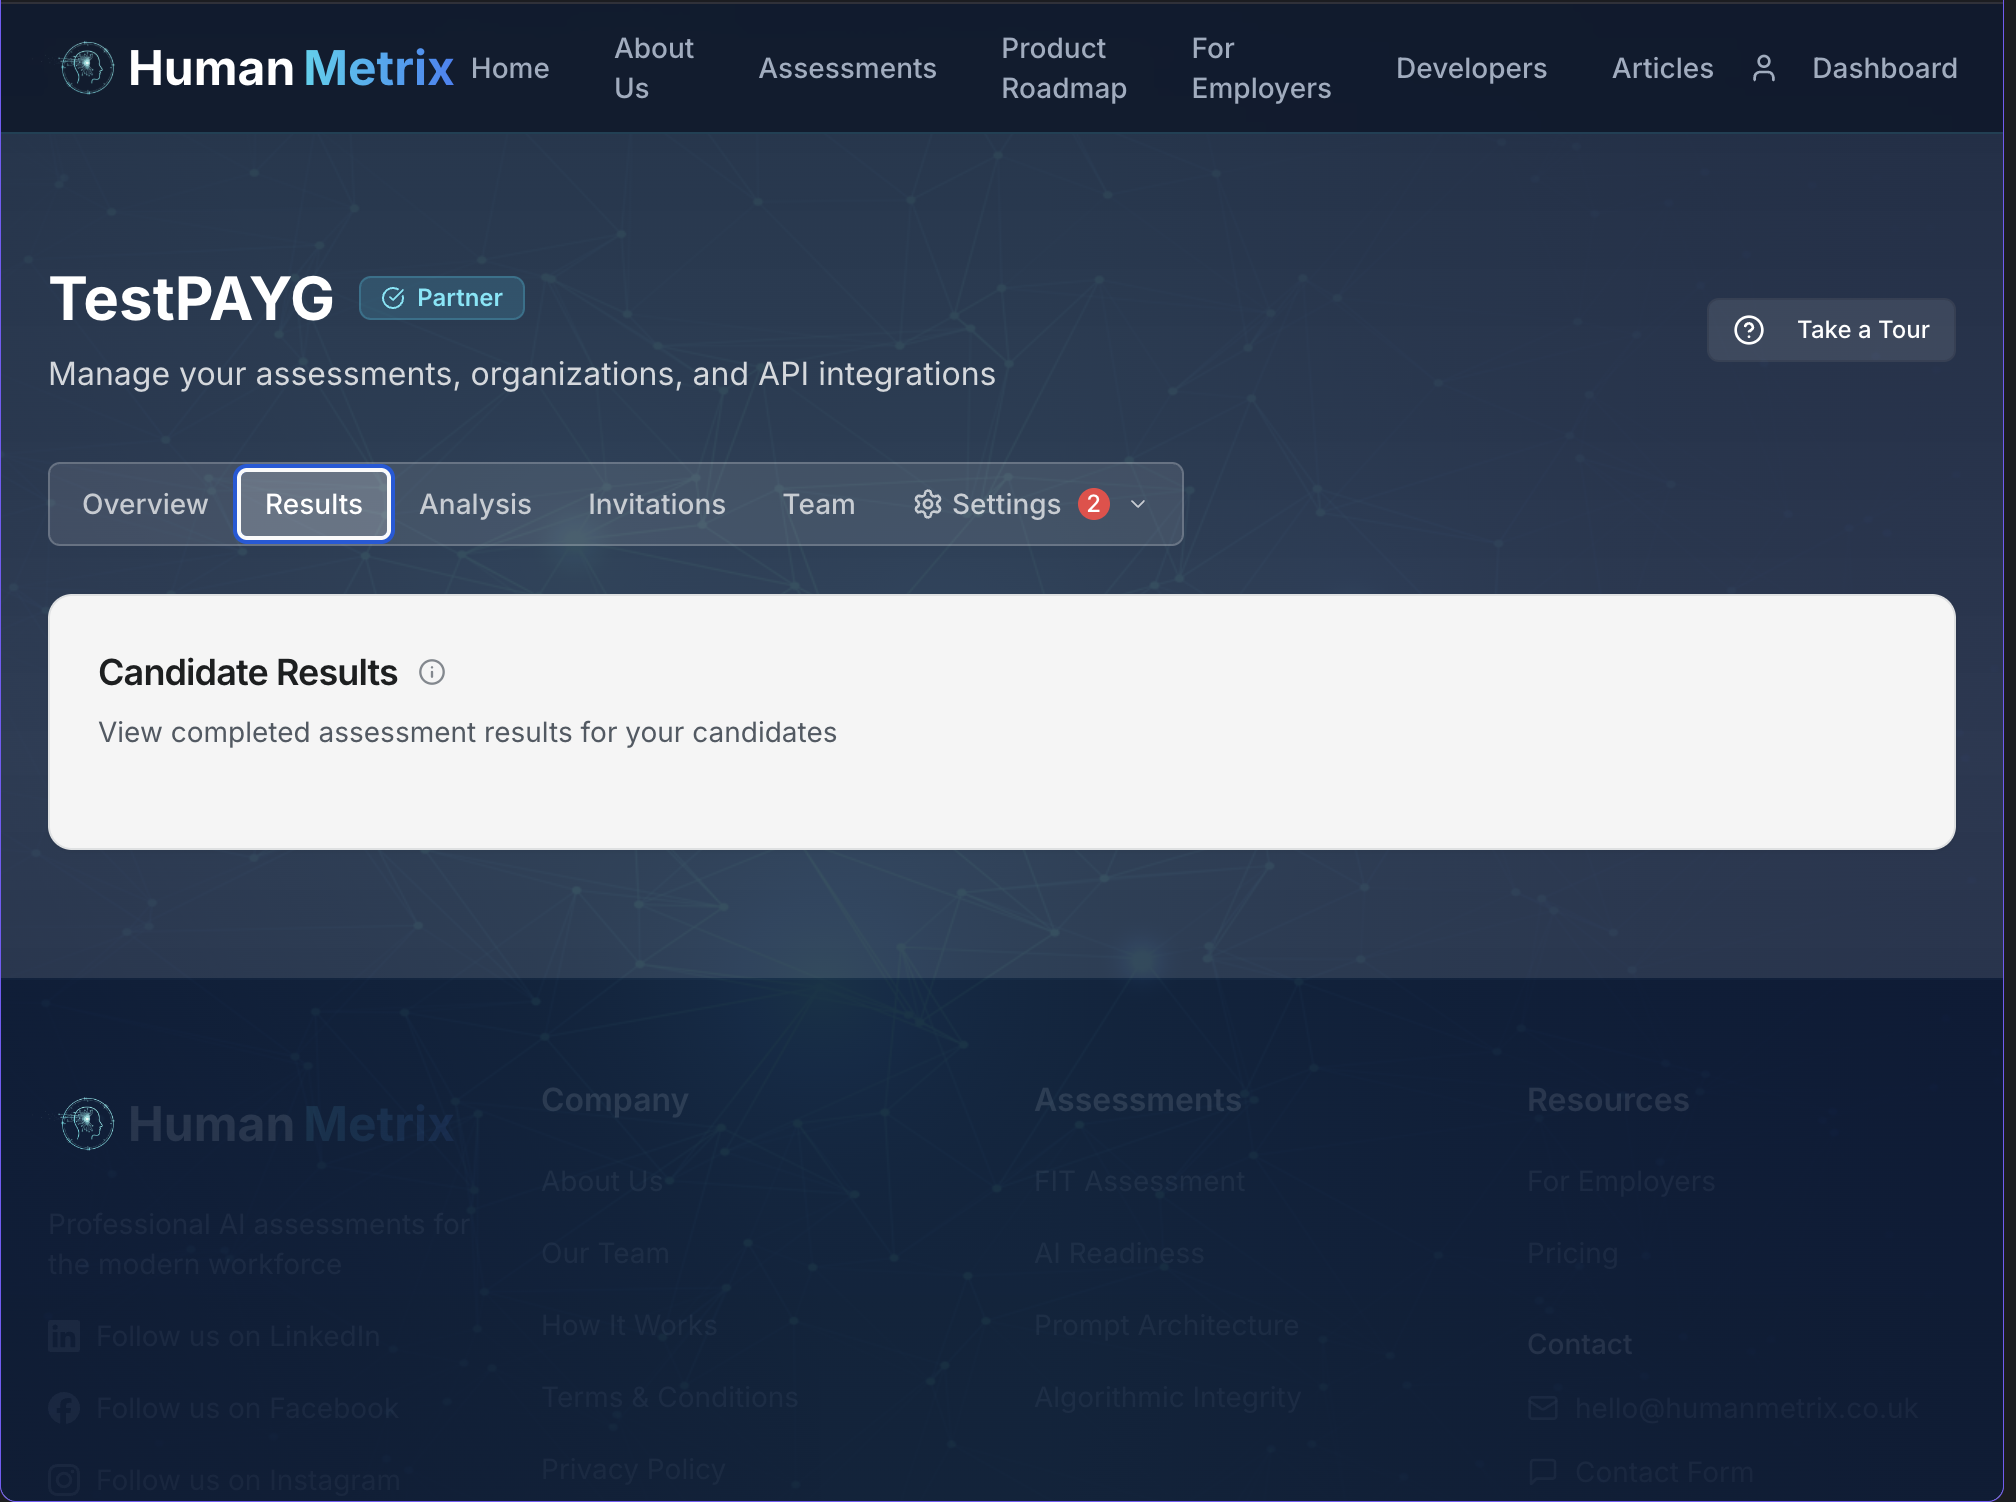 Human Metrix
Home
About Us
Assessments
Product Roadmap
For Employers
Developers
Articles
Dashboard
TestPAYG
Partner
Manage your assessments, organizations, and API integrations
Take a Tour
Overview
Results
Analysis
Invitations
Team
Settings
2
Candidate Results
View completed assessment results for your candidates
Human Metrix
Professional AI assessments for
the modern workforce
Follow us on LinkedIn
Follow us on Facebook
Follow us on Instagram
Company
About Us
Our Team
How It Works
Terms & Conditions
Privacy Policy
Assessments
FIT Assessment
AI Readiness
Prompt Architecture
Algorithmic Integrity
Resources
For Employers
Pricing
Contact
hello@humanmetrix.co.uk
Contact Form